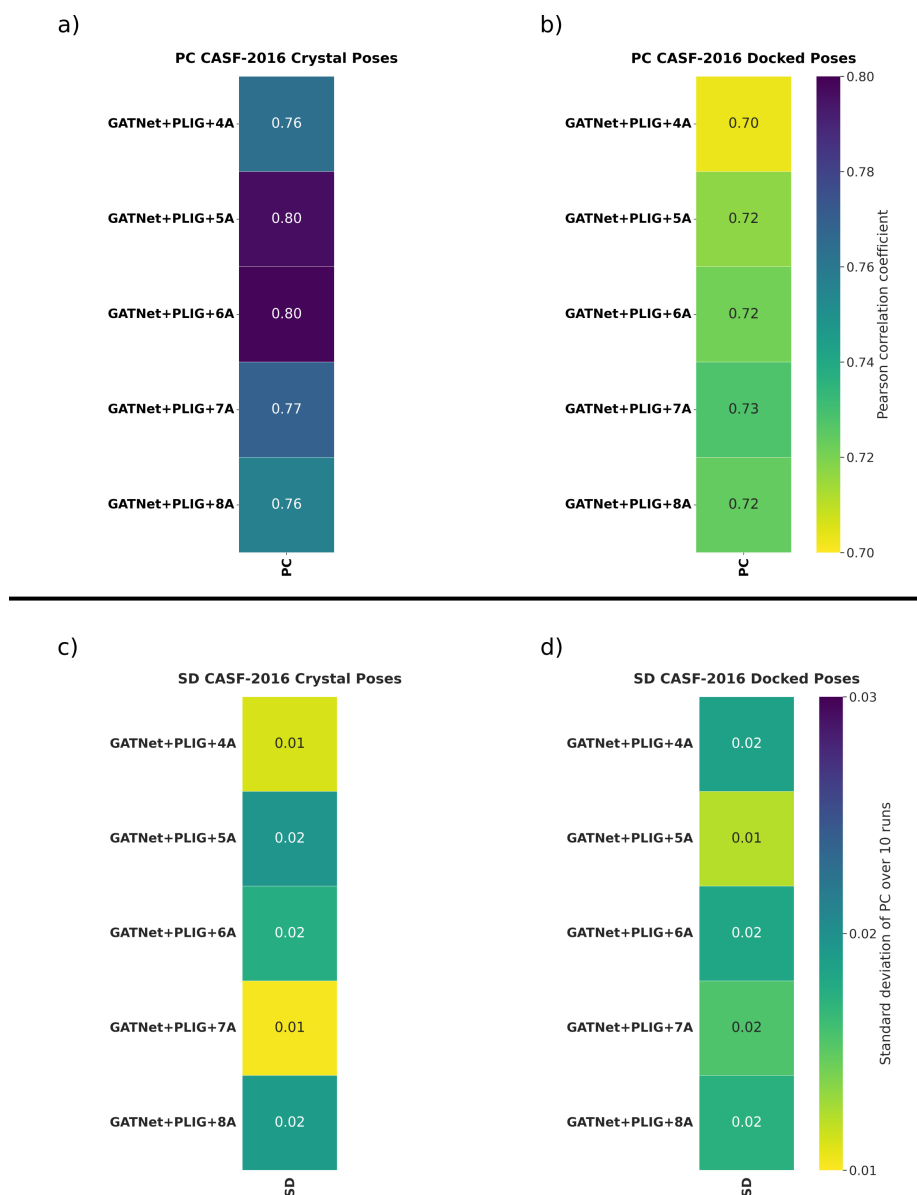 a)
PC CASF-2016 Crystal Poses
GATNet+PLIG+4A
0.76
GATNet+PLIG+5A
0.80
GATNet+PLIG+6A
0.80
GATNet+PLIG+7A
0.77
GATNet+PLIG+8A
0.76
PC
b)
PC CASF-2016 Docked Poses
GATNet+PLIG+4A
0.70
GATNet+PLIG+5A
0.72
GATNet+PLIG+6A
0.72
GATNet+PLIG+7A
0.73
GATNet+PLIG+8A
0.72
PC
0.80
0.78
0.76
0.74
0.72
0.70
Pearson correlation coefficient
c)
SD CASF-2016 Crystal Poses
GATNet+PLIG+4A
0.01
GATNet+PLIG+5A
0.02
GATNet+PLIG+6A
0.02
GATNet+PLIG+7A
0.01
GATNet+PLIG+8A
0.02
SD
d)
SD CASF-2016 Docked Poses
GATNet+PLIG+4A
0.02
GATNet+PLIG+5A
0.01
GATNet+PLIG+6A
0.02
GATNet+PLIG+7A
0.02
GATNet+PLIG+8A
0.02
SD
0.03
0.02
0.01
Standard deviation of PC over 10 runs